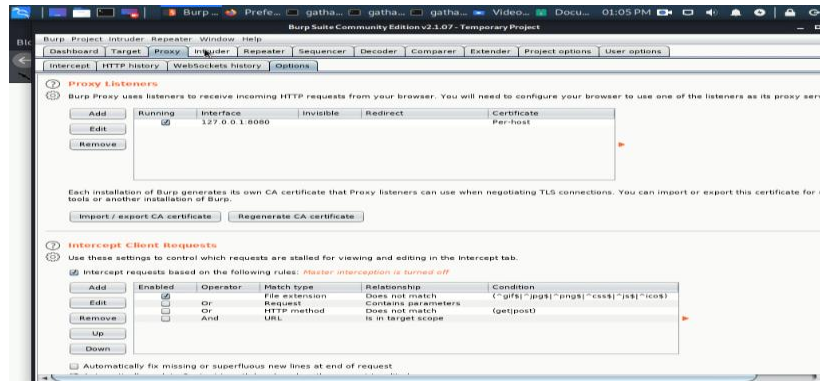 Burp ... Prefe... gatha... gatha... gatha... Video... Docu... 01:05 PM
Burp Suite Community Edition v2.1.07 - Temporary Project
Burp Project Intruder Repeater Window Help
Dashboard Target Proxy Intruder Repeater Sequencer Decoder Comparer Extender Project options User options
Intercept HTTP history WebSockets history Options
Proxy Listeners
Burp Proxy uses listeners to receive incoming HTTP requests from your browser. You will need to configure your browser to use one of the listeners as its proxy serv
Add Running Interface Invisible Redirect Certificate
127.0.0.1:8080 Per-host
Edit
Remove
Each installation of Burp generates its own CA certificate that Proxy listeners can use when negotiating TLS connections. You can import or export this certificate for
tools or another installation of Burp.
Import / export CA certificate Regenerate CA certificate
Intercept Client Requests
Use these settings to control which requests are stalled for viewing and editing in the Intercept tab.
Intercept requests based on the following rules: Master interception is turned off
Add Enabled Operator Match type Relationship Condition
File extension Does not match (^gif$|^jpg$|^png$|^css$|^js$|^ico$)
Edit Or Request Contains parameters
Or HTTP method Does not match (get|post)
Remove And URL Is in target scope
Up
Down
Automatically fix missing or superfluous new lines at end of request